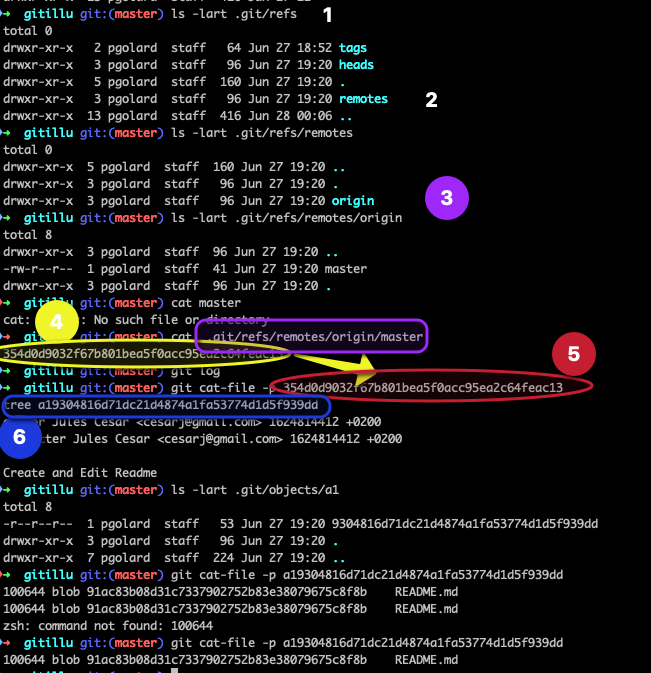 ➜ gitillu git:(master) ls -lart .git/refs 1
total 0
drwxr-xr-x 2 pgolard staff 64 Jun 27 18:52 tags
drwxr-xr-x 3 pgolard staff 96 Jun 27 19:20 heads
drwxr-xr-x 5 pgolard staff 160 Jun 27 19:20 .
drwxr-xr-x 3 pgolard staff 96 Jun 27 19:20 remotes 2
drwxr-xr-x 13 pgolard staff 416 Jun 28 00:06 ..
➜ gitillu git:(master) ls -lart .git/refs/remotes
total 0
drwxr-xr-x 5 pgolard staff 160 Jun 27 19:20 ..
drwxr-xr-x 3 pgolard staff 96 Jun 27 19:20 .
drwxr-xr-x 3 pgolard staff 96 Jun 27 19:20 origin 3
➜ gitillu git:(master) ls -lart .git/refs/remotes/origin
total 8
drwxr-xr-x 3 pgolard staff 96 Jun 27 19:20 ..
-rw-r--r-- 1 pgolard staff 41 Jun 27 19:20 master
drwxr-xr-x 3 pgolard staff 96 Jun 27 19:20 .
➜ gitillu git:(master) cat master
cat: : No such file or directory
4
➜ gitillu git:(master) cat .git/refs/remotes/origin/master
354d0d9032f67b801bea5f0acc95ea2c64feac13
5
➜ gitillu git:(master) git log
➜ gitillu git:(master) git cat-file -p 354d0d9032f67b801bea5f0acc95ea2c64feac13
tree a19304816d71dc21d4874a1fa53774d1d5f939dd
Jules Cesar <cesarj@gmail.com> 1624814412 +0200
6
Jules Cesar <cesarj@gmail.com> 1624814412 +0200
Create and Edit Readme
➜ gitillu git:(master) ls -lart .git/objects/a1
total 8
-r--r--r-- 1 pgolard staff 53 Jun 27 19:20 9304816d71dc21d4874a1fa53774d1d5f939dd
drwxr-xr-x 3 pgolard staff 96 Jun 27 19:20 .
drwxr-xr-x 7 pgolard staff 224 Jun 27 19:20 ..
➜ gitillu git:(master) git cat-file -p a19304816d71dc21d4874a1fa53774d1d5f939dd
100644 blob 91ac83b08d31c7337902752b83e38079675c8f8b README.md
100644 blob 91ac83b08d31c7337902752b83e38079675c8f8b README.md
zsh: command not found: 100644
➜ gitillu git:(master) git cat-file -p a19304816d71dc21d4874a1fa53774d1d5f939dd
100644 blob 91ac83b08d31c7337902752b83e38079675c8f8b README.md
➜ gitillu git:(master)